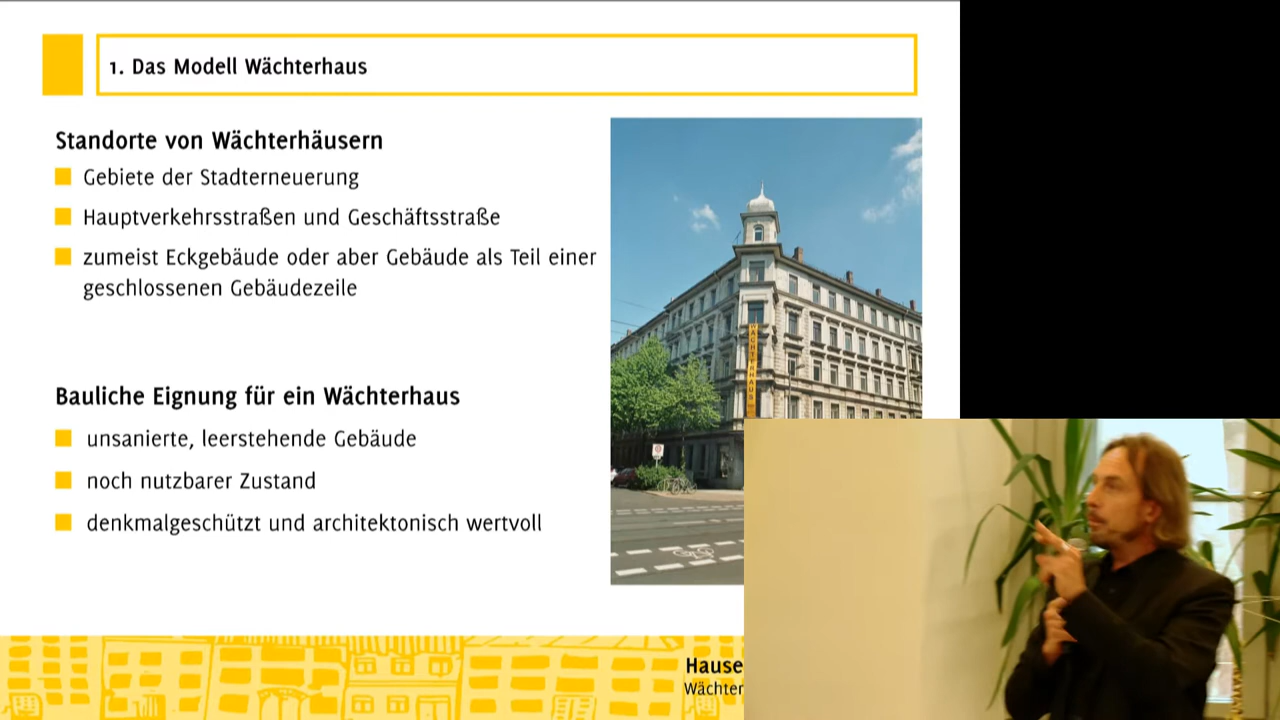 1. Das Modell Wächterhaus
Standorte von Wächterhäusern
Gebiete der Stadterneuerung
Hauptverkehrsstraßen und Geschäftsstraße
zumeist Eckgebäude oder aber Gebäude als Teil einer
geschlossenen Gebäudezeile
WÄCHTERHAUS
Bauliche Eignung für ein Wächterhaus
unsanierte, leerstehende Gebäude
noch nutzbarer Zustand
denkmalgeschützt und architektonisch wertvoll
Hause
Wächter